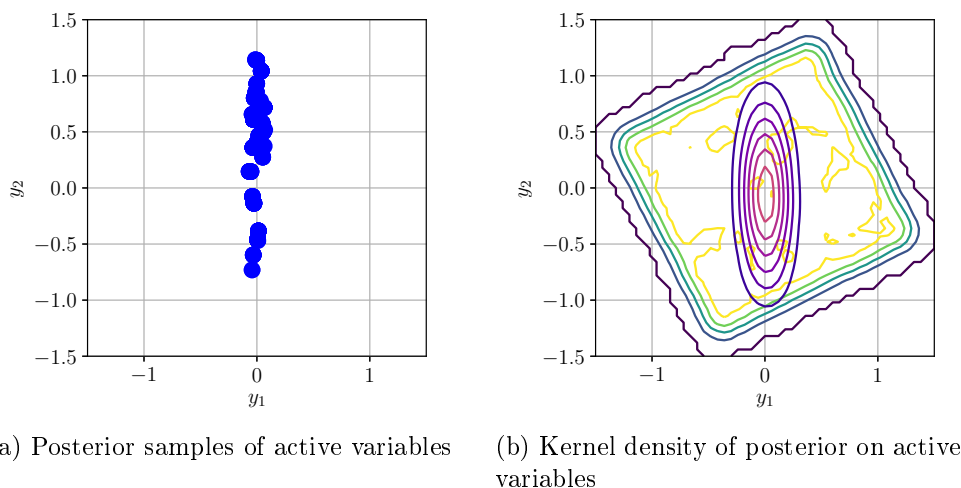 1.5
1.0
0.5
0.0
−0.5
−1.0
−1.5
y₂
−1
0
1
y₁
1.5
1.0
0.5
0.0
−0.5
−1.0
−1.5
y₂
−1
0
1
y₁
a) Posterior samples of active variables
(b) Kernel density of posterior on active
variables